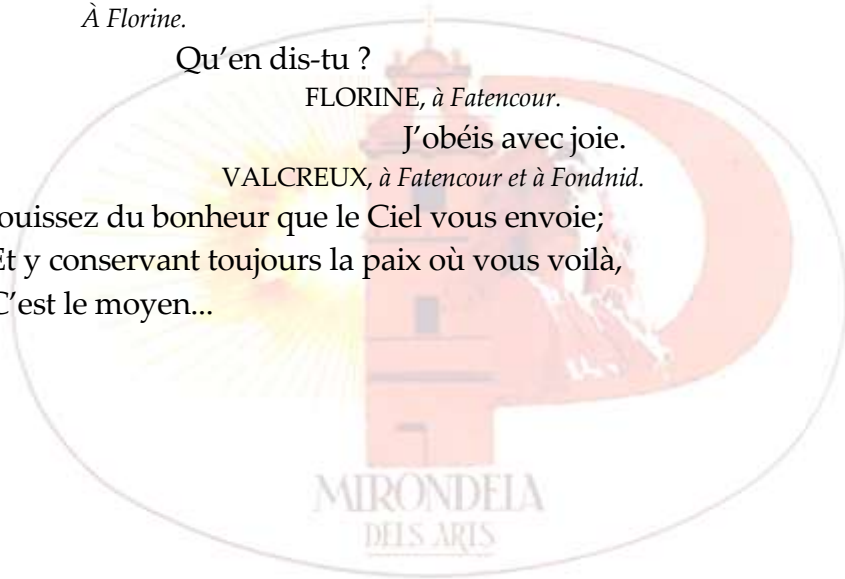 À Florine.
Qu’en dis-tu ?
FLORINE, à Fatencour.
J’obéis avec joie.
VALCREUX, à Fatencour et à Fondnid.
ouissez du bonheur que le Ciel vous envoie;
Et y conservant toujours la paix où vous voilà,
C’est le moyen...
MIRONDELA
DELS ARTS